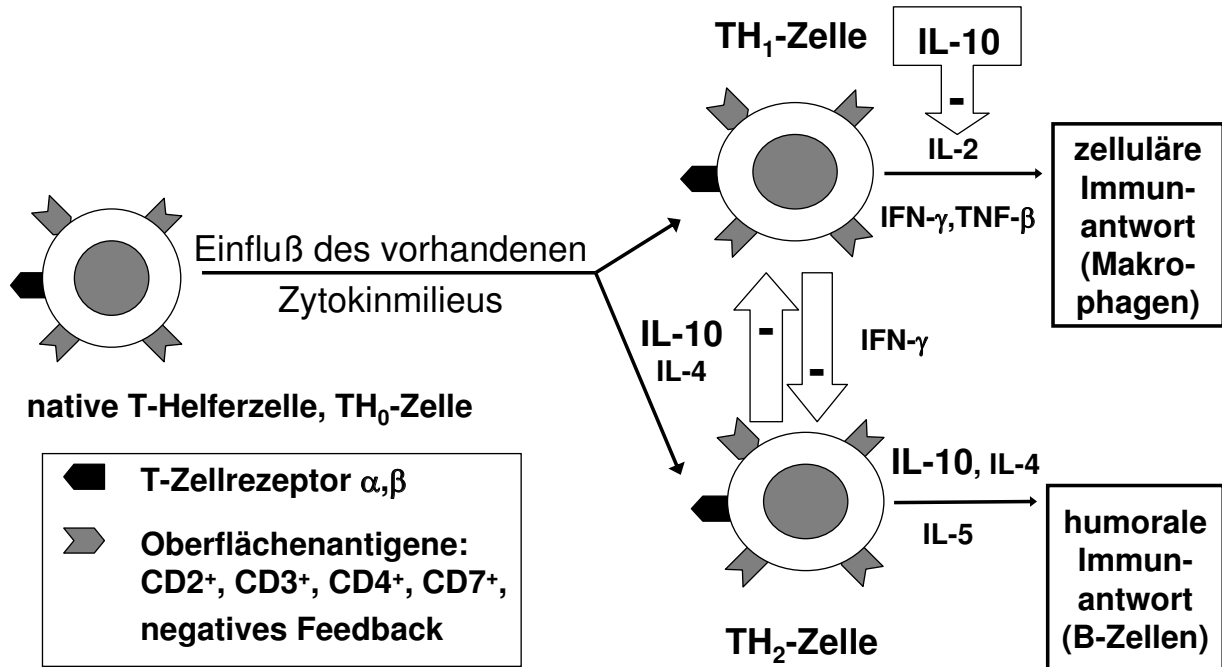 TH₁-Zelle
IL-10
-
IL-2
IFN-γ,TNF-β
zelluläre
Immun-
antwort
(Makro-
phagen)
Einfluß des vorhandenen
Zytokinmilieus
native T-Helferzelle, TH₀-Zelle
IL-10
IL-4
-
-
IFN-γ
T-Zellrezeptor α,β
Oberflächenantigene:
CD2⁺, CD3⁺, CD4⁺, CD7⁺,
negatives Feedback
IL-10, IL-4
IL-5
TH₂-Zelle
humorale
Immun-
antwort
(B-Zellen)